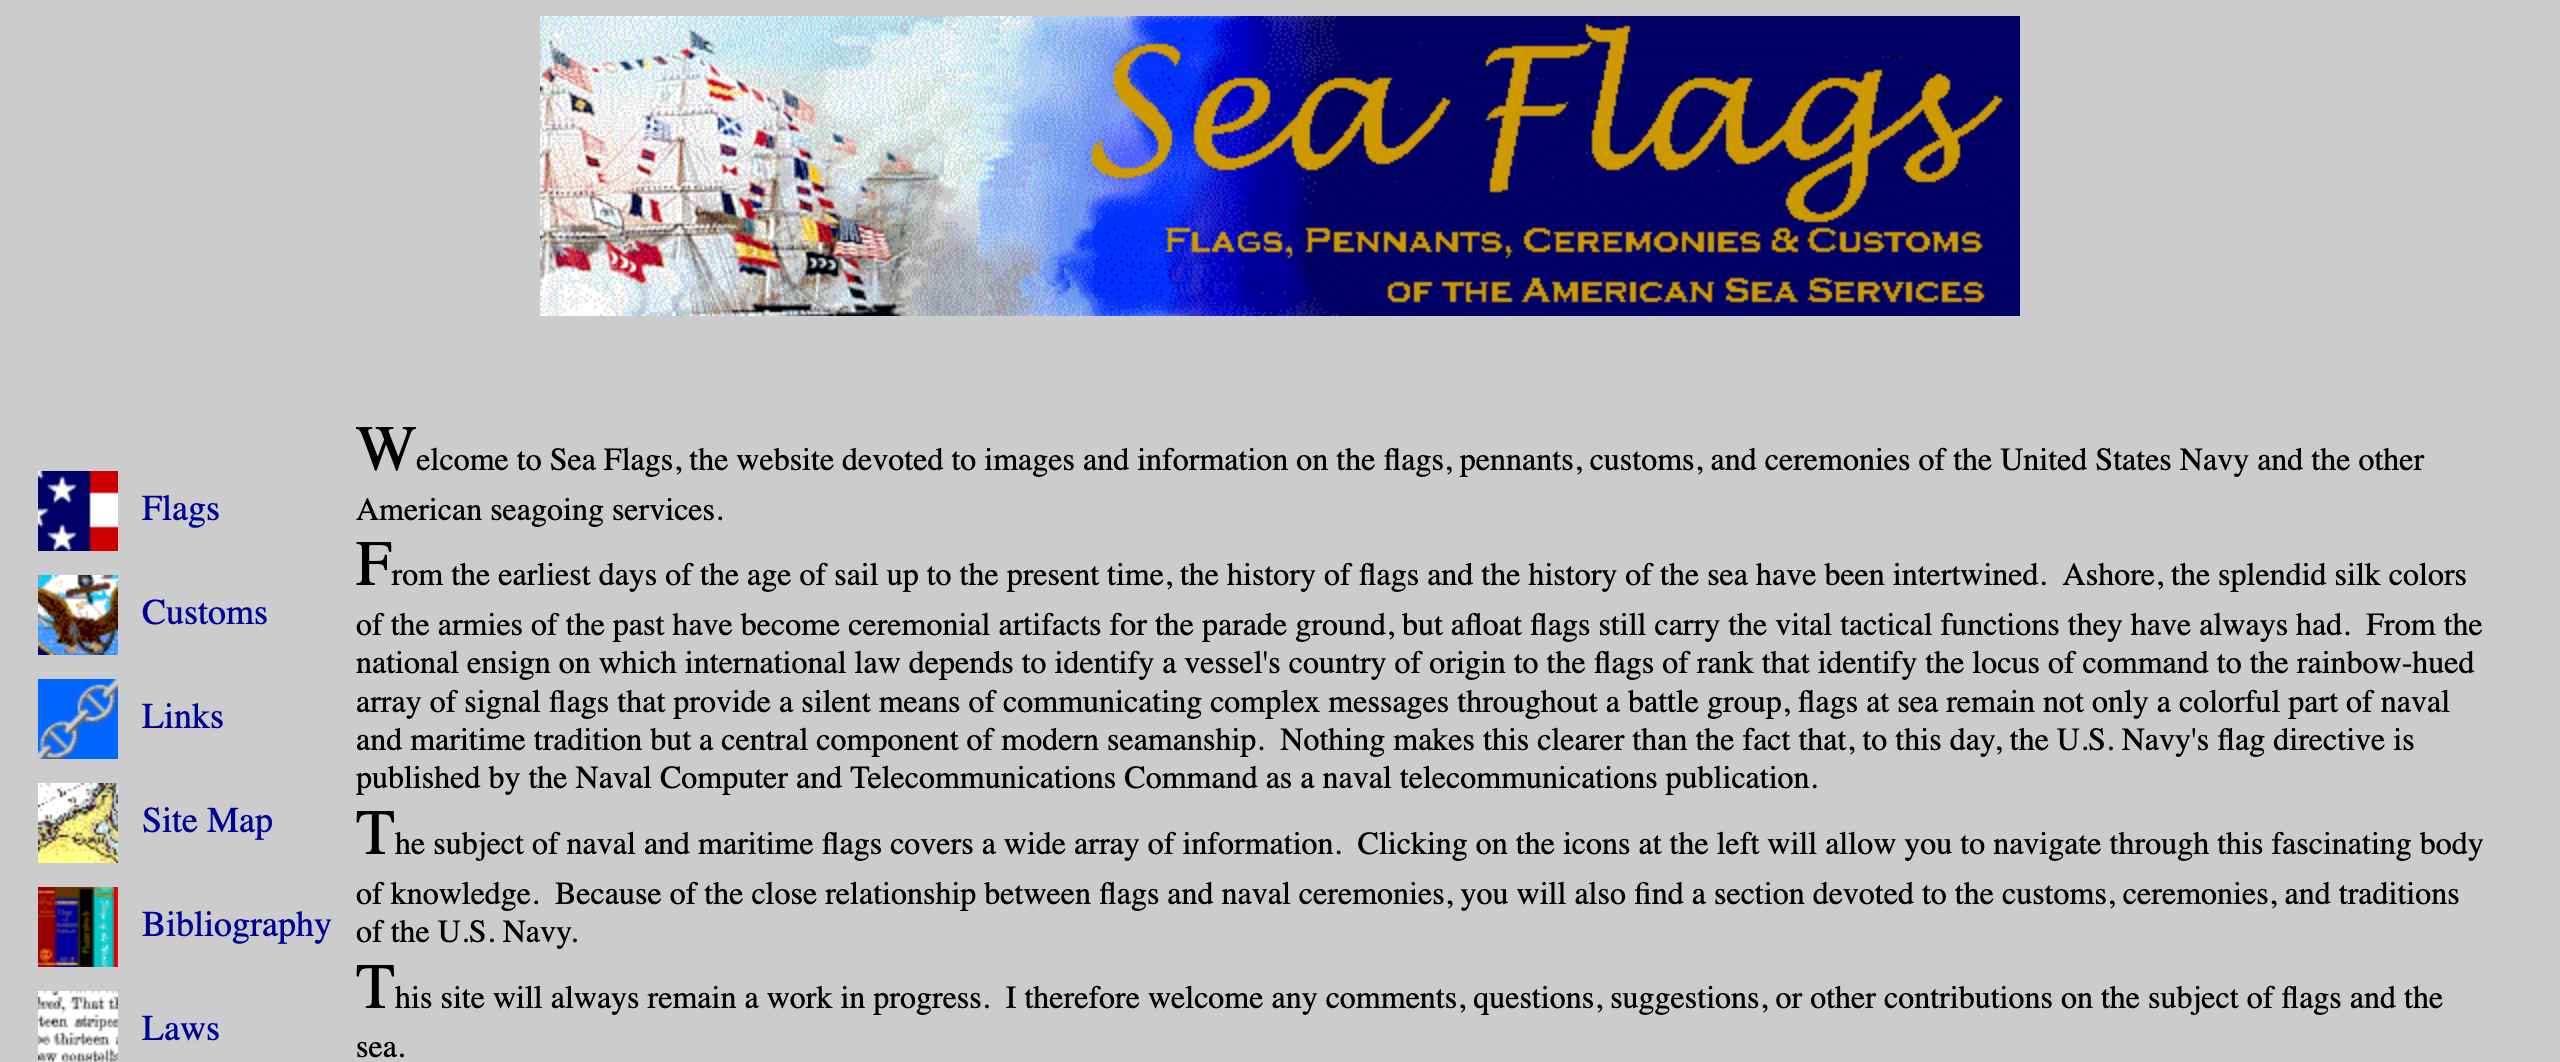 Sea Flags
FLAGS, PENNANTS, CEREMONIES & CUSTOMS
OF THE AMERICAN SEA SERVICES
Flags
Customs
Links
Site Map
Bibliography
lved, That th
teen stripes
be thirteen
ew constell
Laws
Welcome to Sea Flags, the website devoted to images and information on the flags, pennants, customs, and ceremonies of the United States Navy and the other
American seagoing services.
From the earliest days of the age of sail up to the present time, the history of flags and the history of the sea have been intertwined.  Ashore, the splendid silk colors
of the armies of the past have become ceremonial artifacts for the parade ground, but afloat flags still carry the vital tactical functions they have always had.  From the
national ensign on which international law depends to identify a vessel's country of origin to the flags of rank that identify the locus of command to the rainbow-hued
array of signal flags that provide a silent means of communicating complex messages throughout a battle group, flags at sea remain not only a colorful part of naval
and maritime tradition but a central component of modern seamanship.  Nothing makes this clearer than the fact that, to this day, the U.S. Navy's flag directive is
published by the Naval Computer and Telecommunications Command as a naval telecommunications publication.
The subject of naval and maritime flags covers a wide array of information.  Clicking on the icons at the left will allow you to navigate through this fascinating body
of knowledge.  Because of the close relationship between flags and naval ceremonies, you will also find a section devoted to the customs, ceremonies, and traditions
of the U.S. Navy.
This site will always remain a work in progress.  I therefore welcome any comments, questions, suggestions, or other contributions on the subject of flags and the
sea.